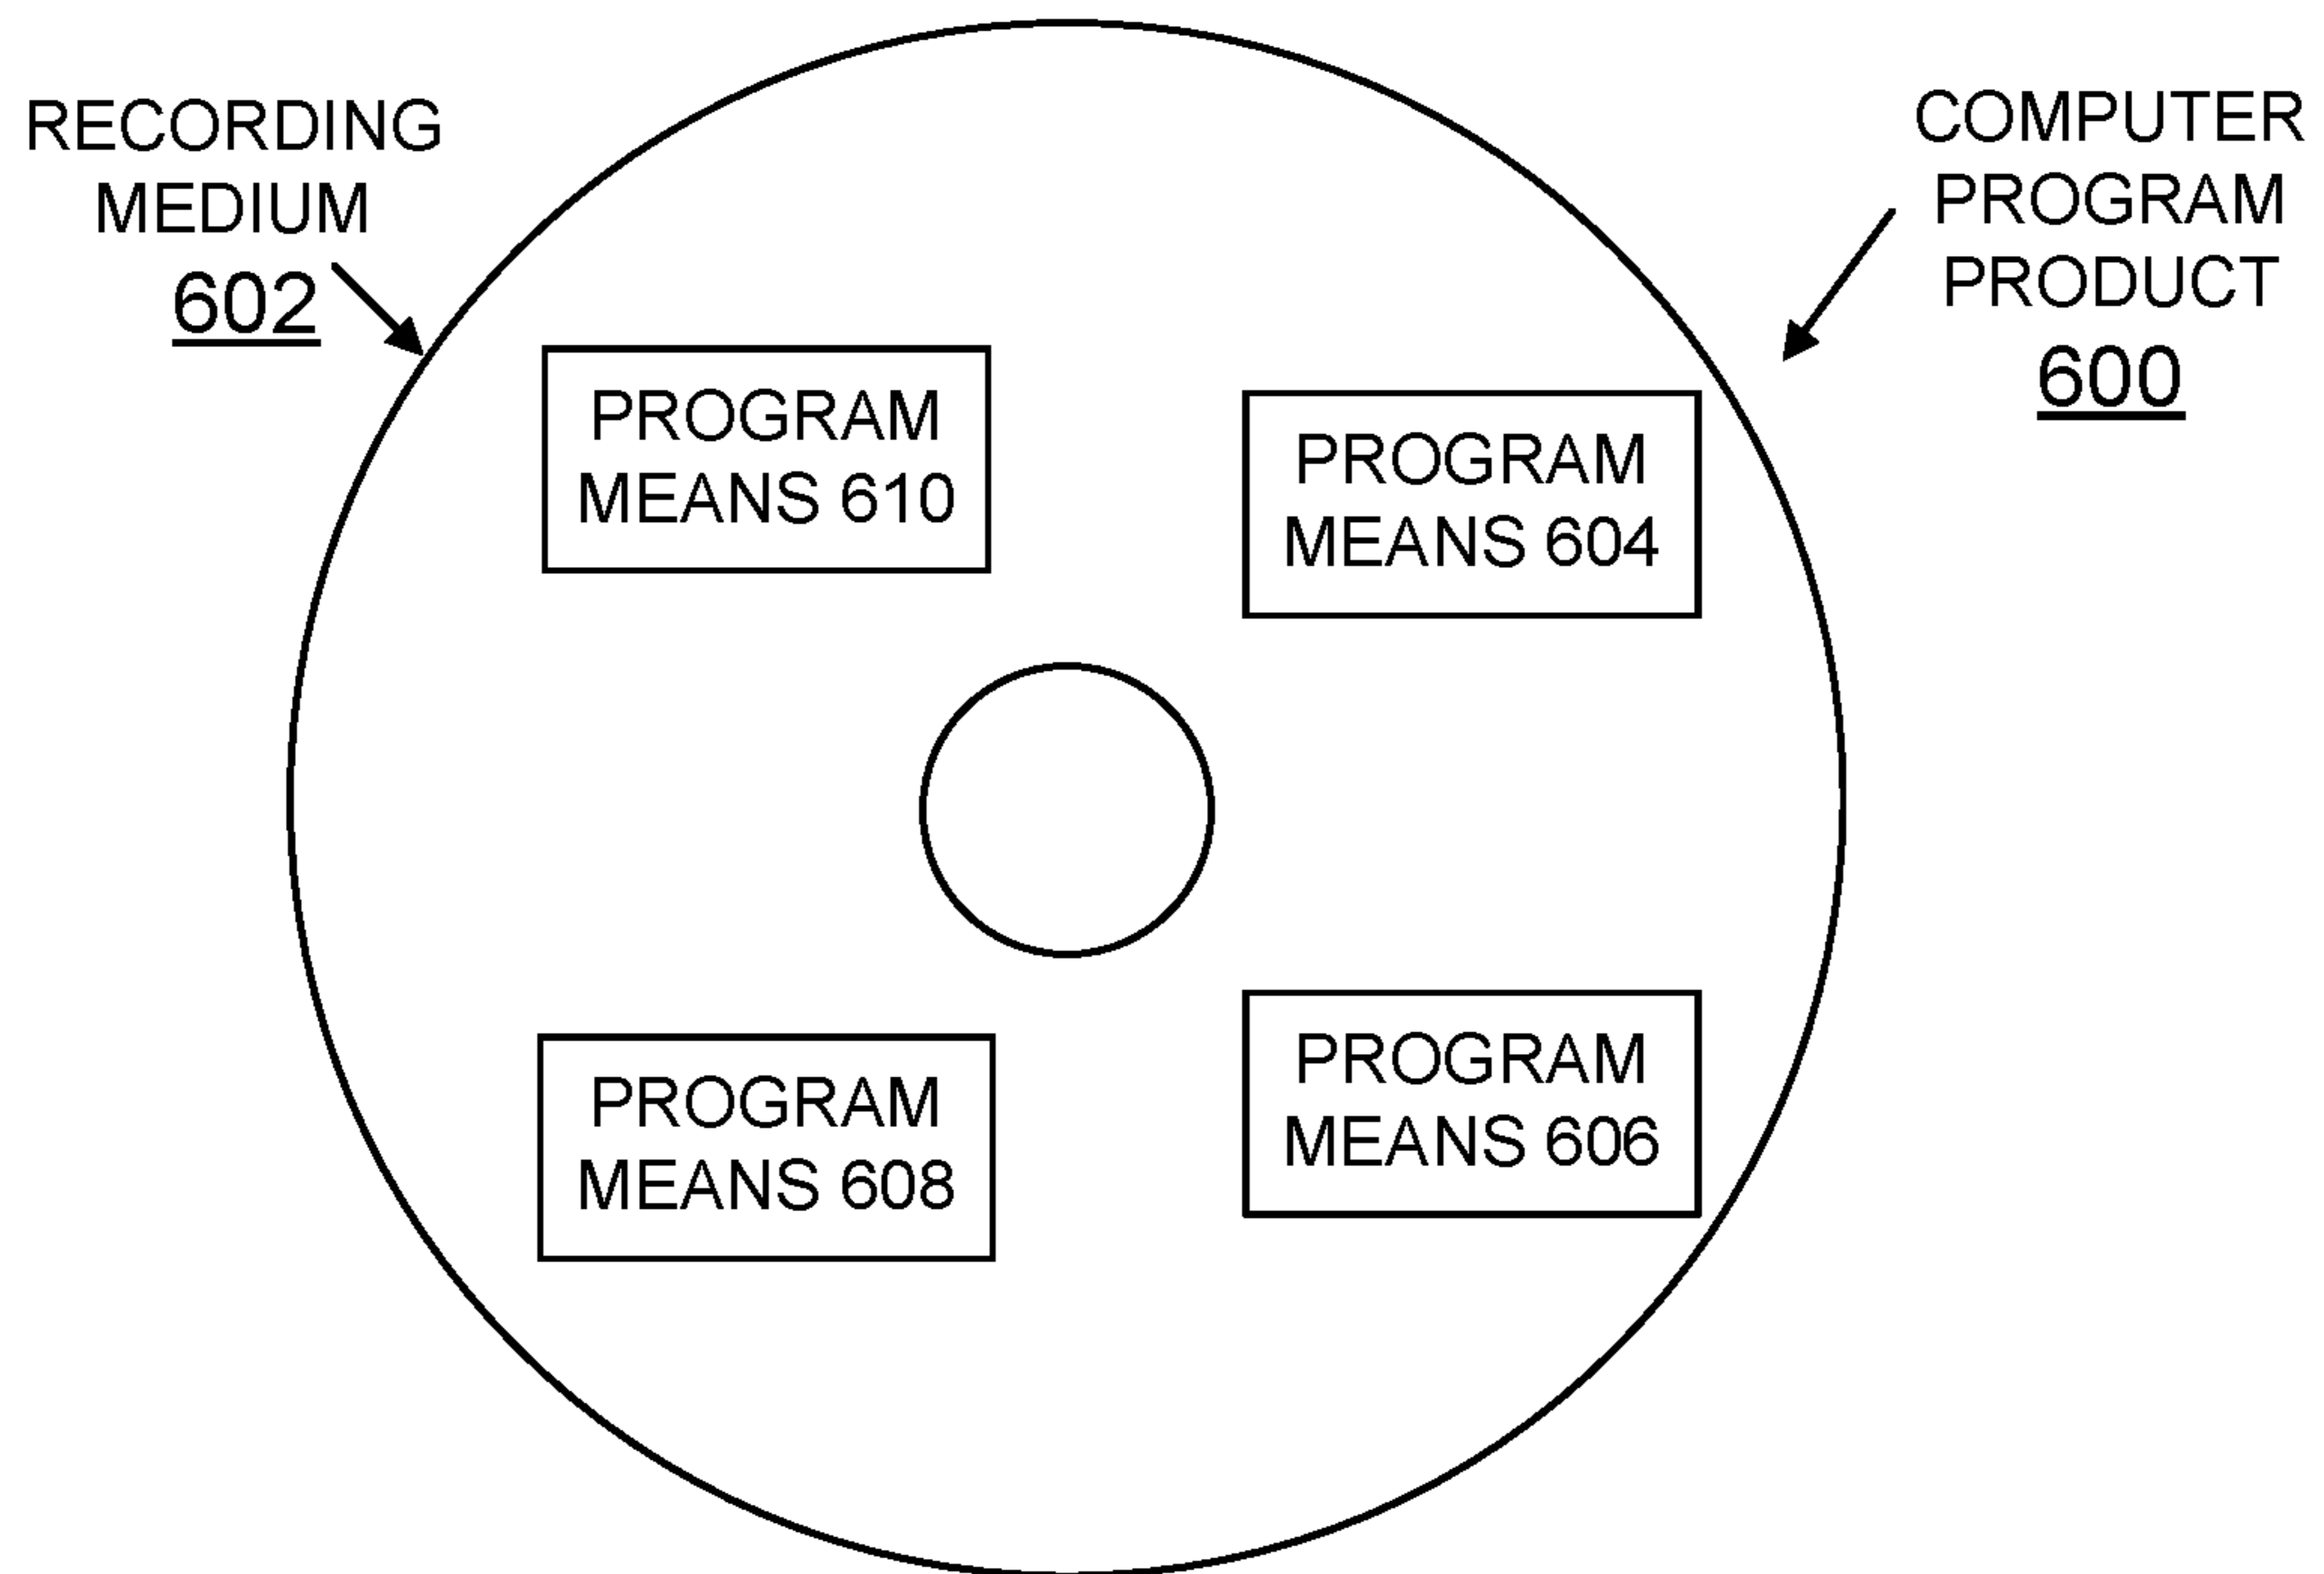 RECORDING
MEDIUM
602
COMPUTER
PROGRAM
PRODUCT
600
PROGRAM
MEANS 610
PROGRAM
MEANS 604
PROGRAM
MEANS 608
PROGRAM
MEANS 606